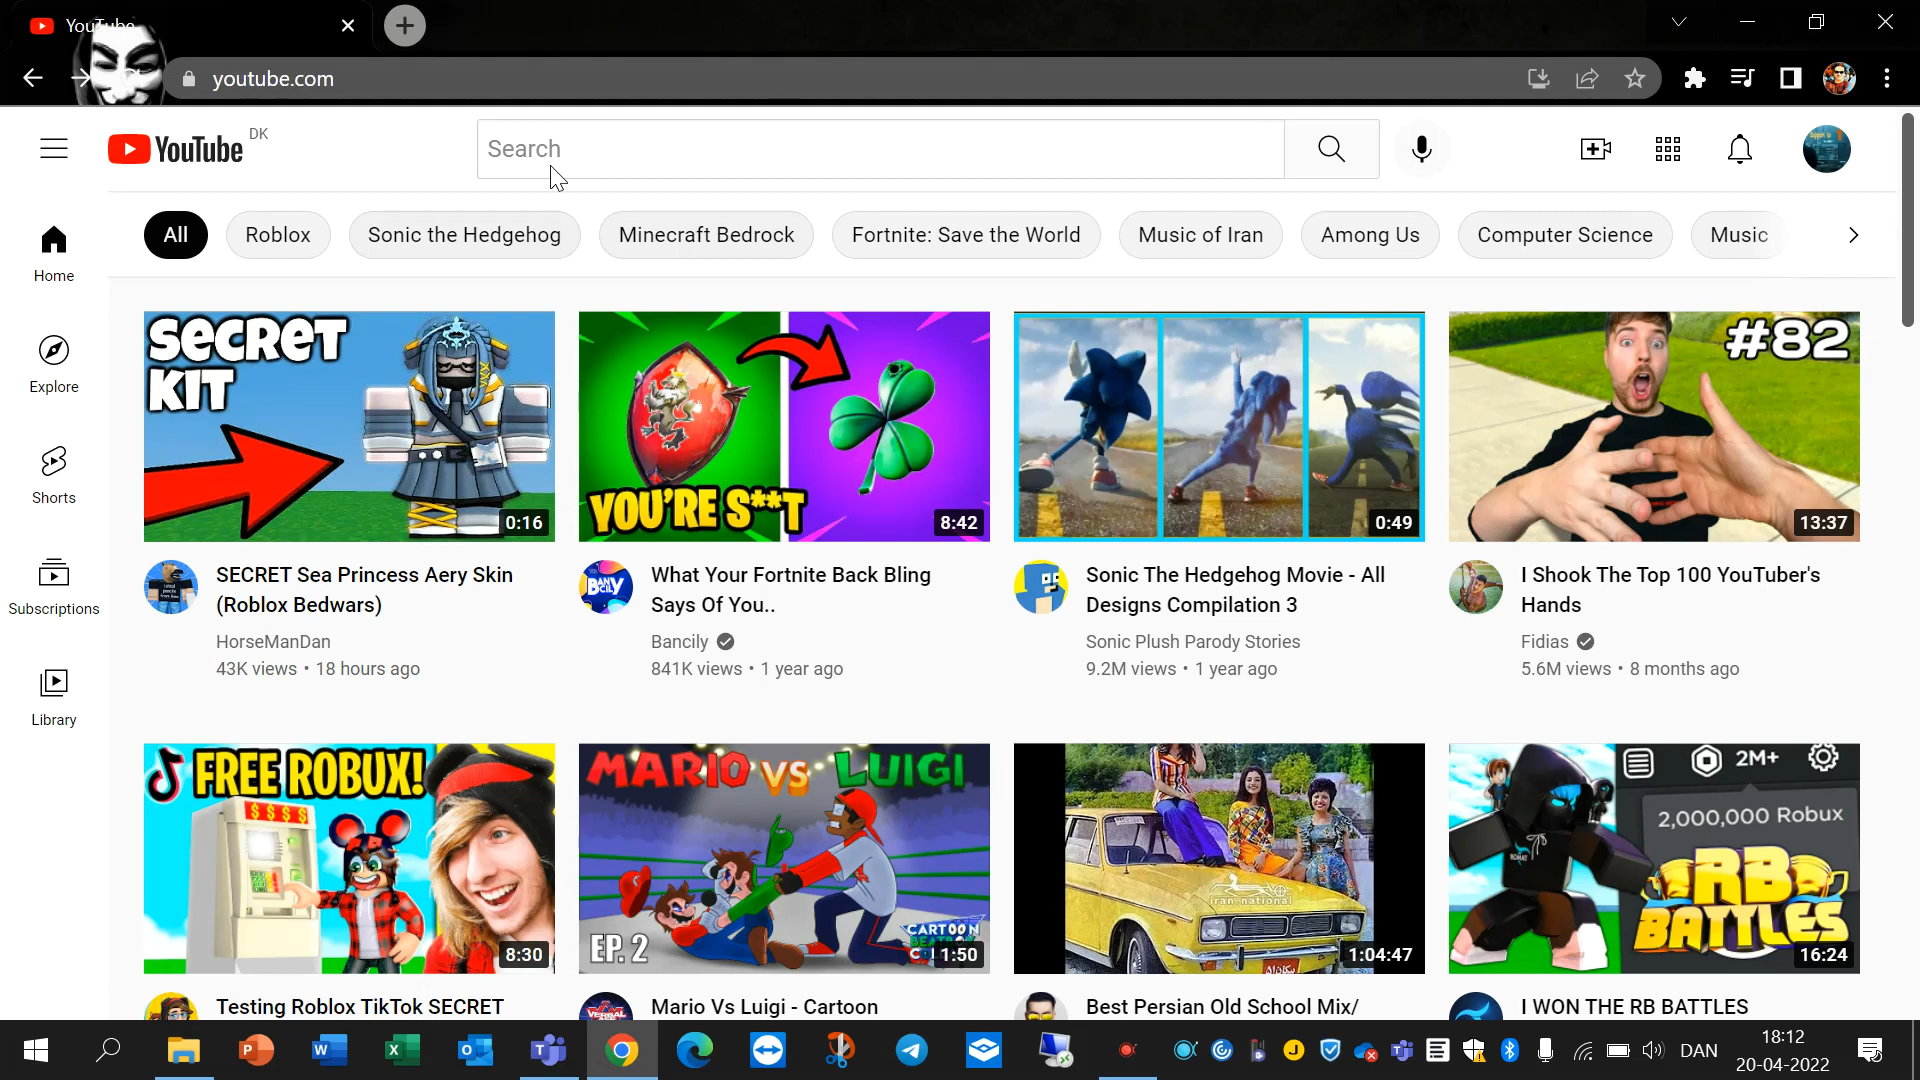 YouTube
youtube.com
YouTube DK
Search
All
Roblox
Sonic the Hedgehog
Minecraft Bedrock
Fortnite: Save the World
Music of Iran
Among Us
Computer Science
Music
Home
Explore
Shorts
Subscriptions
Library
SECRET
KIT
0:16
YOU'RE S**T
8:42
0:49
#82
13:37
SECRET Sea Princess Aery Skin
(Roblox Bedwars)
HorseManDan
43K views • 18 hours ago
BANCILY
What Your Fortnite Back Bling
Says Of You..
Bancily
841K views • 1 year ago
Sonic The Hedgehog Movie - All
Designs Compilation 3
Sonic Plush Parody Stories
9.2M views • 1 year ago
I Shook The Top 100 YouTuber's
Hands
Fidias
5.6M views • 8 months ago
FREE ROBUX!
$$$$
8:30
MARIO VS LUIGI
EP. 2
CARTOON
BEATBOX
1:50
iran national
1:04:47
2M+
2,000,000 Robux
RB
BATTLES
16:24
Testing Roblox TikTok SECRET
VERBAL
Mario Vs Luigi - Cartoon
Best Persian Old School Mix/
I WON THE RB BATTLES
DAN
18:12
20-04-2022